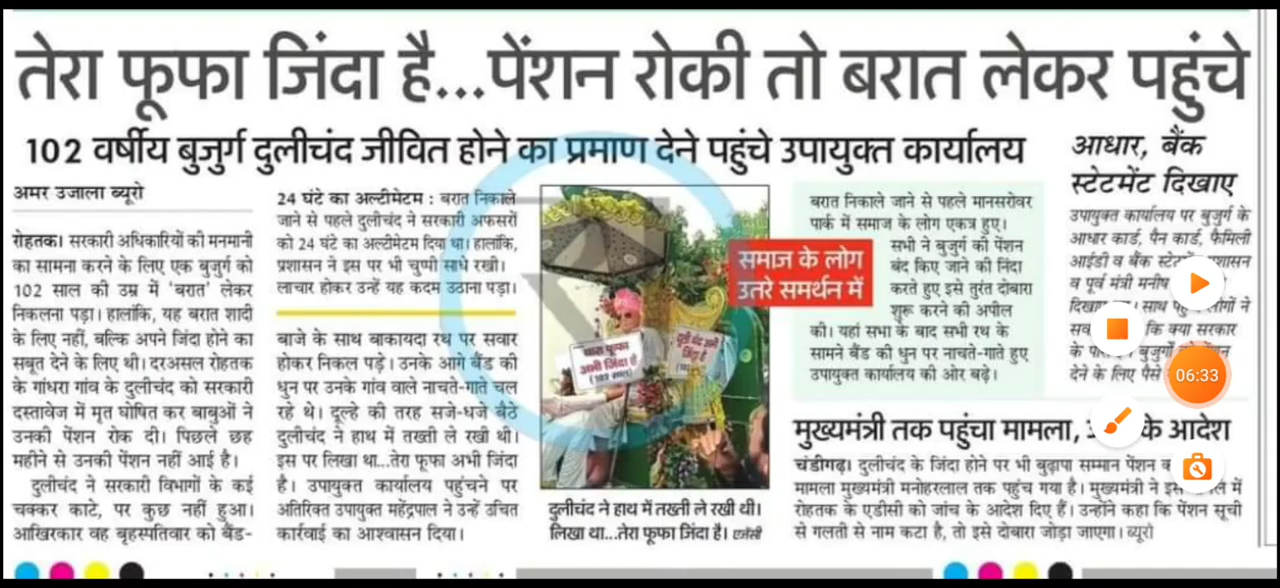 तेरा फूफा जिंदा है...पेंशन रोकी तो बरात लेकर पहुंचे
102 वर्षीय बुजुर्ग दुलीचंद जीवित होने का प्रमाण देने पहुंचे उपायुक्त कार्यालय
अमर उजाला ब्यूरो
रोहतक। सरकारी अधिकारियों की मनमानी
का सामना करने के लिए एक बुजुर्ग को
102 साल की उम्र में 'बरात' लेकर
निकलना पड़ा। हालांकि, यह बरात शादी
के लिए नहीं, बल्कि अपने जिंदा होने का
सबूत देने के लिए थी। दरअसल रोहतक
के गांधरा गांव के दुलीचंद को सरकारी
दस्तावेज में मृत घोषित कर बाबुओं ने
उनकी पेंशन रोक दी। पिछले छह
महीने से उनकी पेंशन नहीं आई है।
दुलीचंद ने सरकारी विभागों के कई
चक्कर काटे, पर कुछ नहीं हुआ।
आखिरकार वह बृहस्पतिवार को बैंड-
24 घंटे का अल्टीमेटम : बरात निकाले
जाने से पहले दुलीचंद ने सरकारी अफसरों
को 24 घंटे का अल्टीमेटम दिया था। हालांकि,
प्रशासन ने इस पर भी चुप्पी साधे रखी।
लाचार होकर उन्हें यह कदम उठाना पड़ा।
बाजे के साथ बाकायदा रथ पर सवार
होकर निकल पड़े। उनके आगे बैंड की
धुन पर उनके गांव वाले नाचते-गाते चल
रहे थे। दूल्हे की तरह सजे-धजे बैठे
दुलीचंद ने हाथ में तख्ती ले रखी थी।
इस पर लिखा था...तेरा फूफा अभी जिंदा
है। उपायुक्त कार्यालय पहुंचने पर
अतिरिक्त उपायुक्त महेंद्रपाल ने उन्हें उचित
कार्रवाई का आश्वासन दिया।
थारा फूफा
अभी जिंदा है
दुलीचंद ने हाथ में तख्ती ले रखी थी।
लिखा था...तेरा फूफा जिंदा है। एजेंसी
समाज के लोग
उतरे समर्थन में
बरात निकाले जाने से पहले मानसरोवर
पार्क में समाज के लोग एकत्र हुए।
सभी ने बुजुर्ग की पेंशन
बंद किए जाने की निंदा
करते हुए इसे तुरंत दोबारा
शुरू करने की अपील
की। यहां सभा के बाद सभी रथ के
सामने बैंड की धुन पर नाचते-गाते हुए
उपायुक्त कार्यालय की ओर बढ़े।
आधार, बैंक
स्टेटमेंट दिखाए
उपायुक्त कार्यालय पर बुजुर्ग के
आधार कार्ड, पैन कार्ड, फैमिली
आईडी व बैंक
व पूर्व मंत्री मनीष
साथ लोगों ने
कि क्या सरकार
के बुजुर्गों
देने के लिए पैसे
06:33
मुख्यमंत्री तक पहुंचा मामला, के आदेश
चंडीगढ़। दुलीचंद के जिंदा होने पर भी बुढ़ापा सम्मान पेंशन
मामला मुख्यमंत्री मनोहरलाल तक पहुंच गया है। मुख्यमंत्री ने में
रोहतक के एडीसी को जांच के आदेश दिए हैं। उन्होंने कहा कि पेंशन सूची
से गलती से नाम कटा है, तो इसे दोबारा जोड़ा जाएगा। ब्यूरो